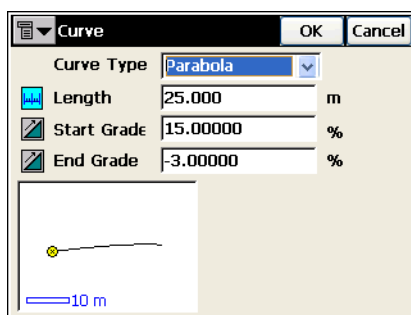 Curve OK Cancel
Curve Type Parabola
Length 25.000 m
Start Grade 15.00000 %
End Grade -3.00000 %
10 m